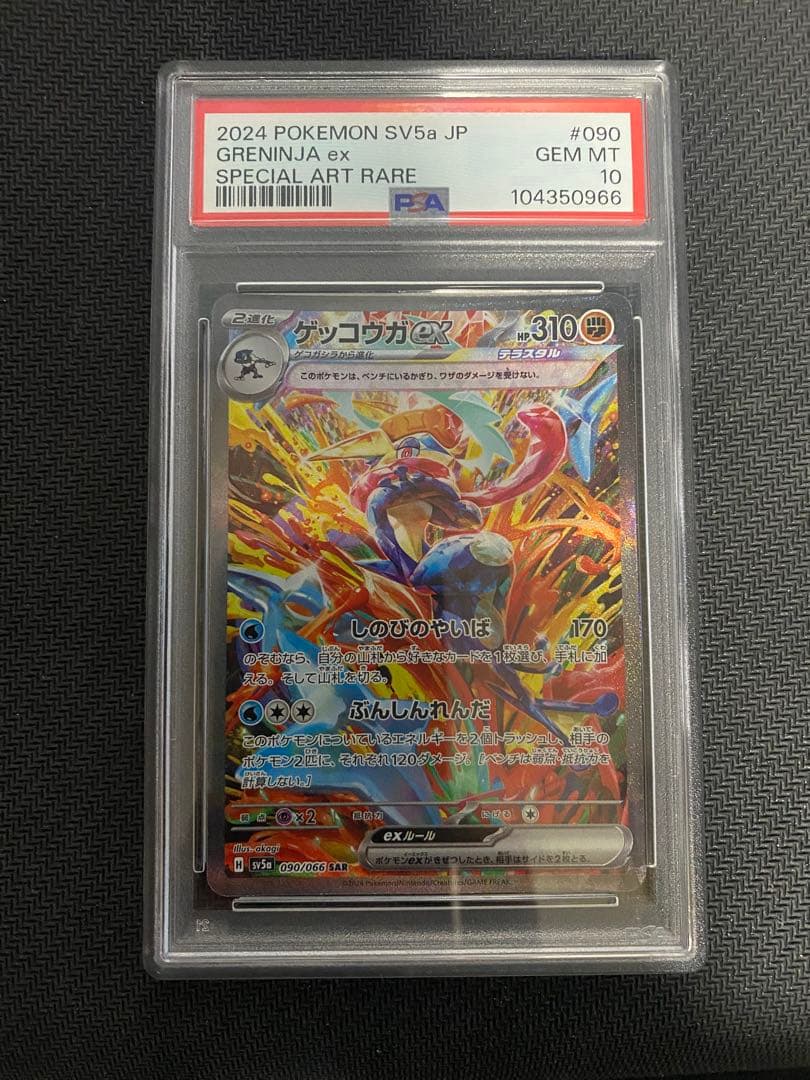 2024 POKEMON SV5a JP #090
GRENINJA ex GEM MT
SPECIAL ART RARE 10
PSA 104350966
2進化 ゲッコウガex HP310
ゲコガシラから進化 テラスタル
このポケモンは、ベンチにいるかぎり、ワザのダメージを受けない。
しのびのやいば 170
のぞむなら、自分の山札から好きなカードを1枚選び、手札に加
える。そして山札を切る。
ぶんしんれんだ
このポケモンについているエネルギーを2個トラッシュし、相手の
ポケモン2匹に、それぞれ120ダメージ。[ベンチは弱点・抵抗力を
計算しない。]
弱点 ×2 抵抗力 にげる
exルール
ポケモンexがきぜつしたとき、相手はサイドを2枚とる。
Illus. akagi
H sv5a 090/066 SAR
©2024 Pokémon/Nintendo/Creatures/GAME FREAK.